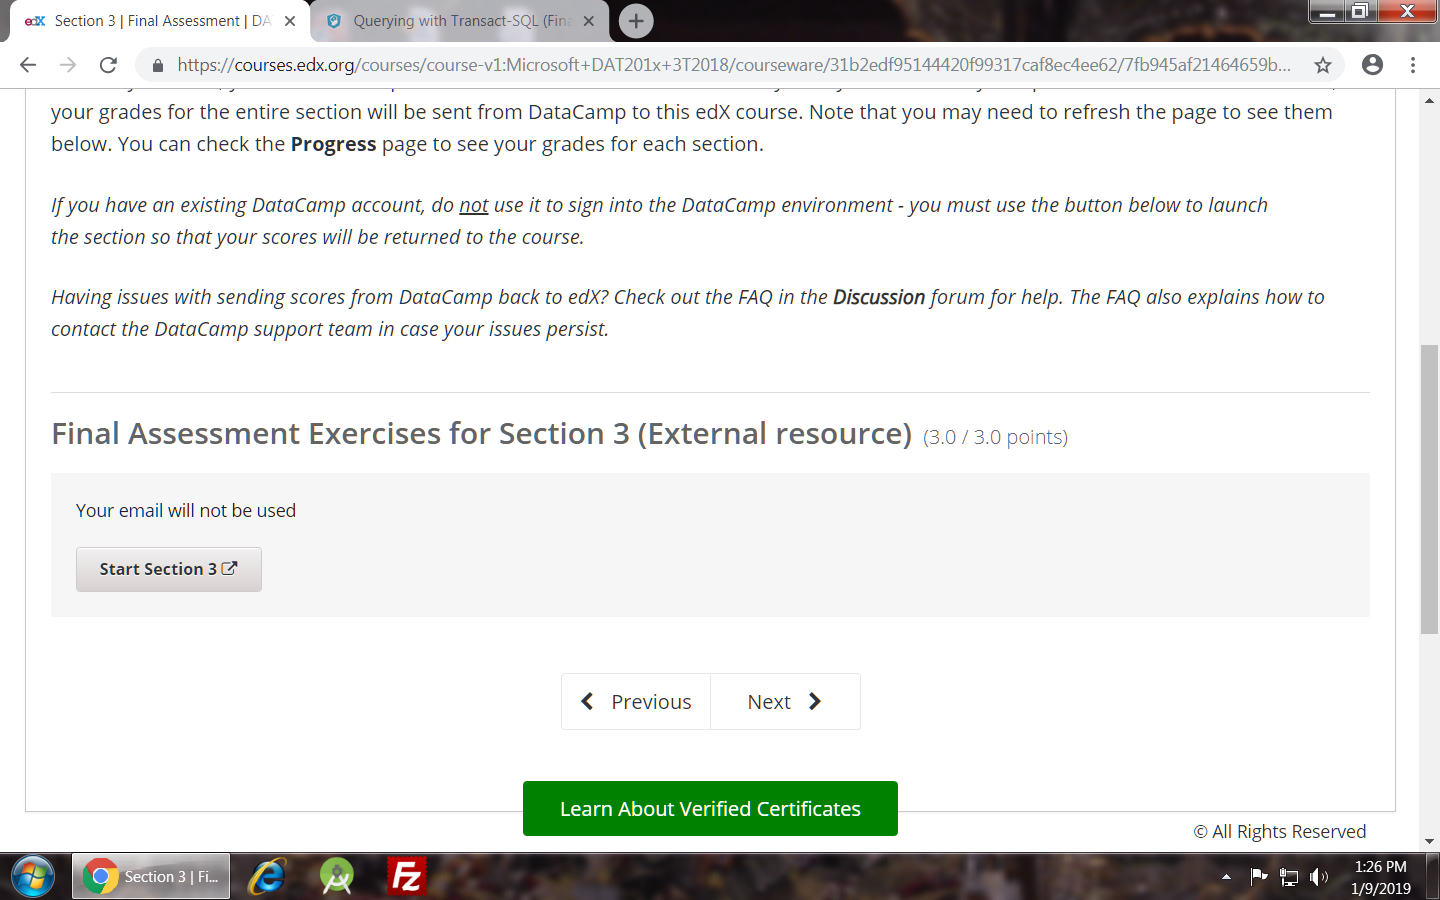 edX Section 3 | Final Assessment | DA
Querying with Transact-SQL (Fina
https://courses.edx.org/courses/course-v1:Microsoft+DAT201x+3T2018/courseware/31b2edf95144420f99317caf8ec4ee62/7fb945af21464659b...
your grades for the entire section will be sent from DataCamp to this edX course. Note that you may need to refresh the page to see them
below. You can check the Progress page to see your grades for each section.
If you have an existing DataCamp account, do not use it to sign into the DataCamp environment - you must use the button below to launch
the section so that your scores will be returned to the course.
Having issues with sending scores from DataCamp back to edX? Check out the FAQ in the Discussion forum for help. The FAQ also explains how to
contact the DataCamp support team in case your issues persist.
Final Assessment Exercises for Section 3 (External resource) (3.0 / 3.0 points)
Your email will not be used
Start Section 3
Previous
Next
Learn About Verified Certificates
© All Rights Reserved
Section 3 | Fi...
Fz
1:26 PM
1/9/2019